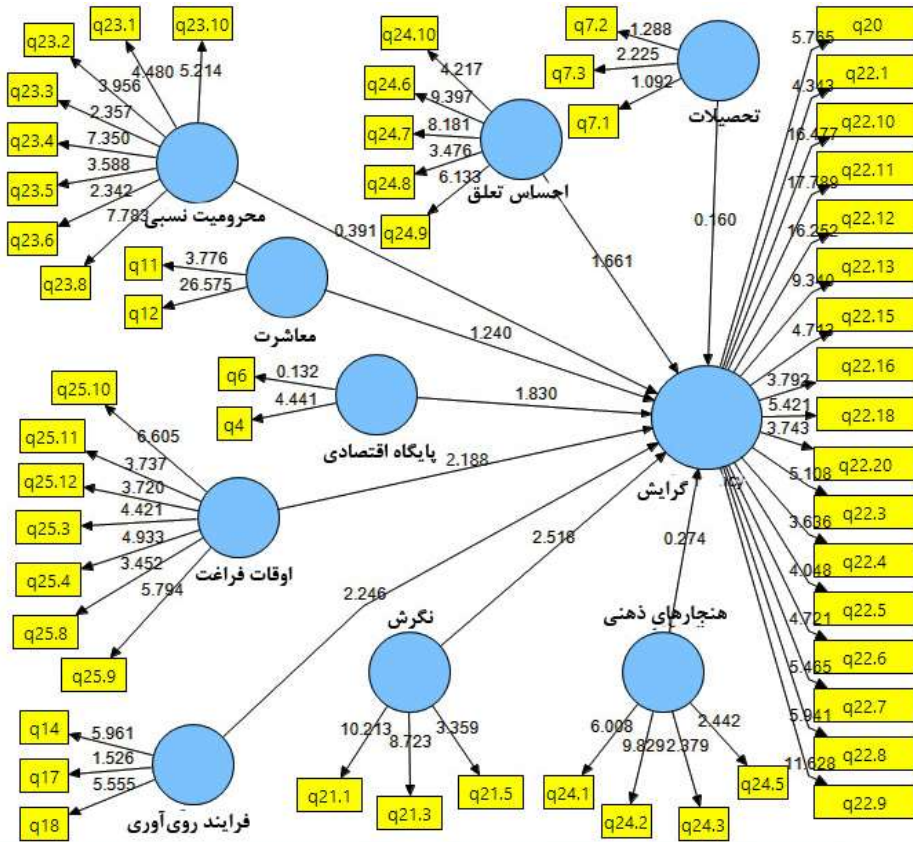 q23.1
q23.10
q23.2
q23.3
q23.4
q23.5
q23.6
q23.8
4.480
5.214
3.956
2.357
7.350
3.588
2.342
7.783
محرومیت نسبی
0.391
q24.10
q24.6
q24.7
q24.8
q24.9
4.217
9.397
8.181
3.476
6.133
احساس تعلق
1.661
q7.2
q7.3
q7.1
1.288
2.225
1.092
تحصیلات
0.160
q11
q12
3.776
26.575
معاشرت
1.240
q6
q4
0.132
4.441
پایگاه اقتصادی
1.830
q25.10
q25.11
q25.12
q25.3
q25.4
q25.8
q25.9
6.605
3.737
3.720
4.421
4.933
3.452
5.794
اوقات فراغت
2.188
q14
q17
q18
5.961
1.526
5.555
فرایند روی‌آوری
2.246
نگرش
2.518
10.213
8.723
3.359
q21.1
q21.3
q21.5
هنجارهای ذهنی
0.274
6.008
9.829
2.379
2.442
q24.1
q24.2
q24.3
q24.5
گرایش
5.765
4.343
16.477
17.789
16.252
9.340
4.713
3.792
5.421
3.743
5.108
3.636
4.048
4.721
5.465
5.941
11.628
q20
q22.1
q22.10
q22.11
q22.12
q22.13
q22.15
q22.16
q22.18
q22.20
q22.3
q22.4
q22.5
q22.6
q22.7
q22.8
q22.9